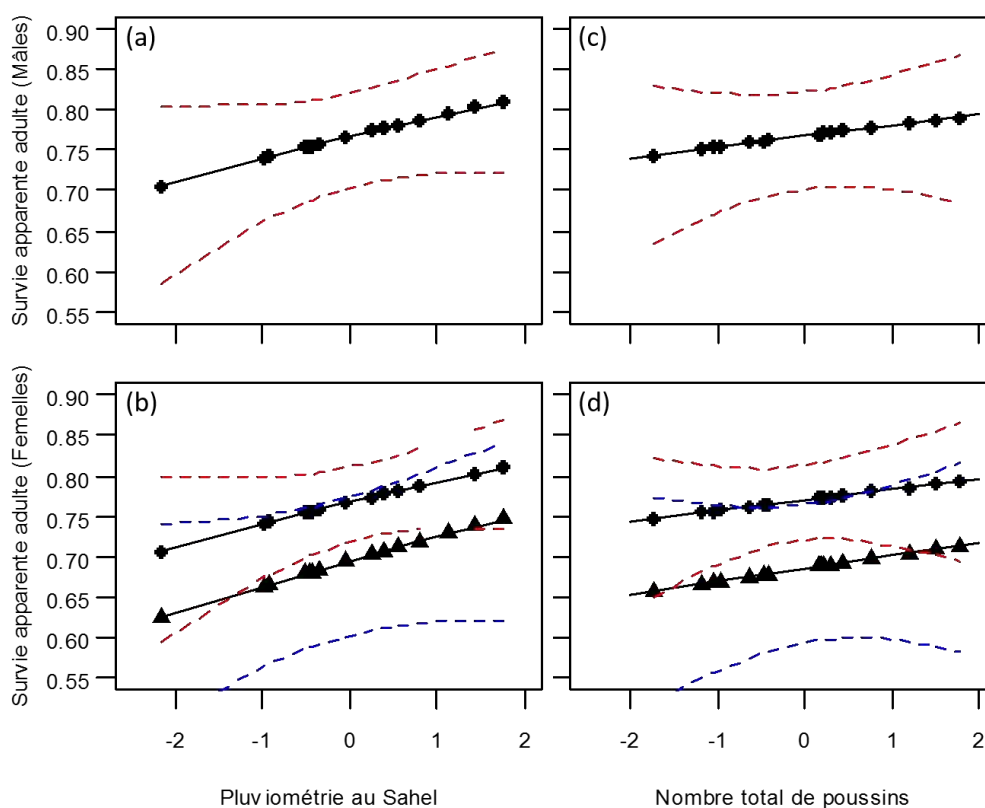 (a)
(c)
Survie apparente adulte (Mâles)
0.90
0.85
0.80
0.75
0.70
0.65
0.60
0.55
(b)
(d)
Survie apparente adulte (Femelles)
0.90
0.85
0.80
0.75
0.70
0.65
0.60
0.55
-2 -1 0 1 2
-2 -1 0 1 2
Pluviométrie au Sahel
Nombre total de poussins